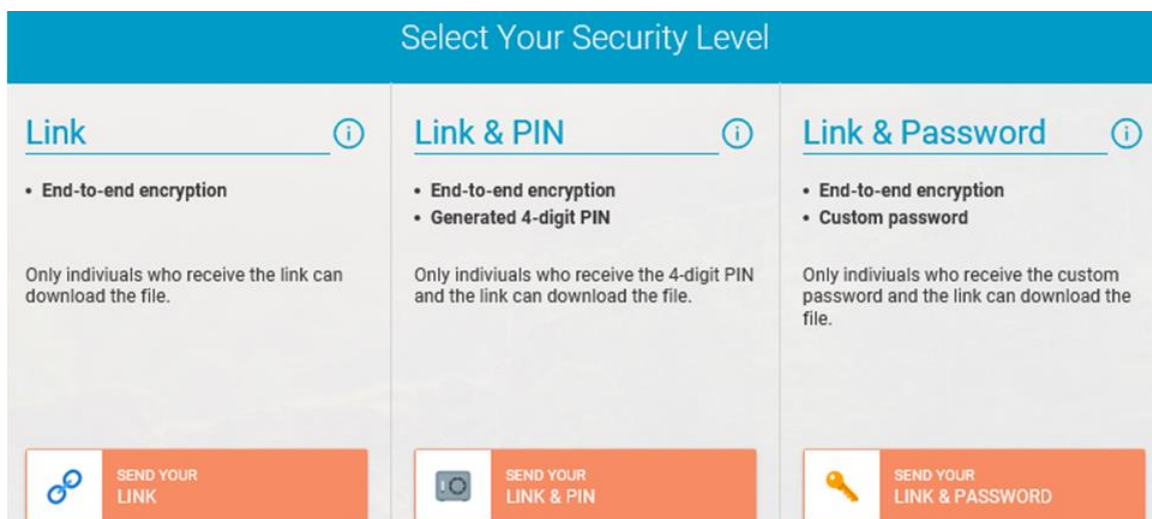 Select Your Security Level
Link
• End-to-end encryption
Only indiviuals who receive the link can
download the file.
SEND YOUR
LINK
Link & PIN
• End-to-end encryption
• Generated 4-digit PIN
Only indiviuals who receive the 4-digit PIN
and the link can download the file.
SEND YOUR
LINK & PIN
Link & Password
• End-to-end encryption
• Custom password
Only indiviuals who receive the custom
password and the link can download the
file.
SEND YOUR
LINK & PASSWORD